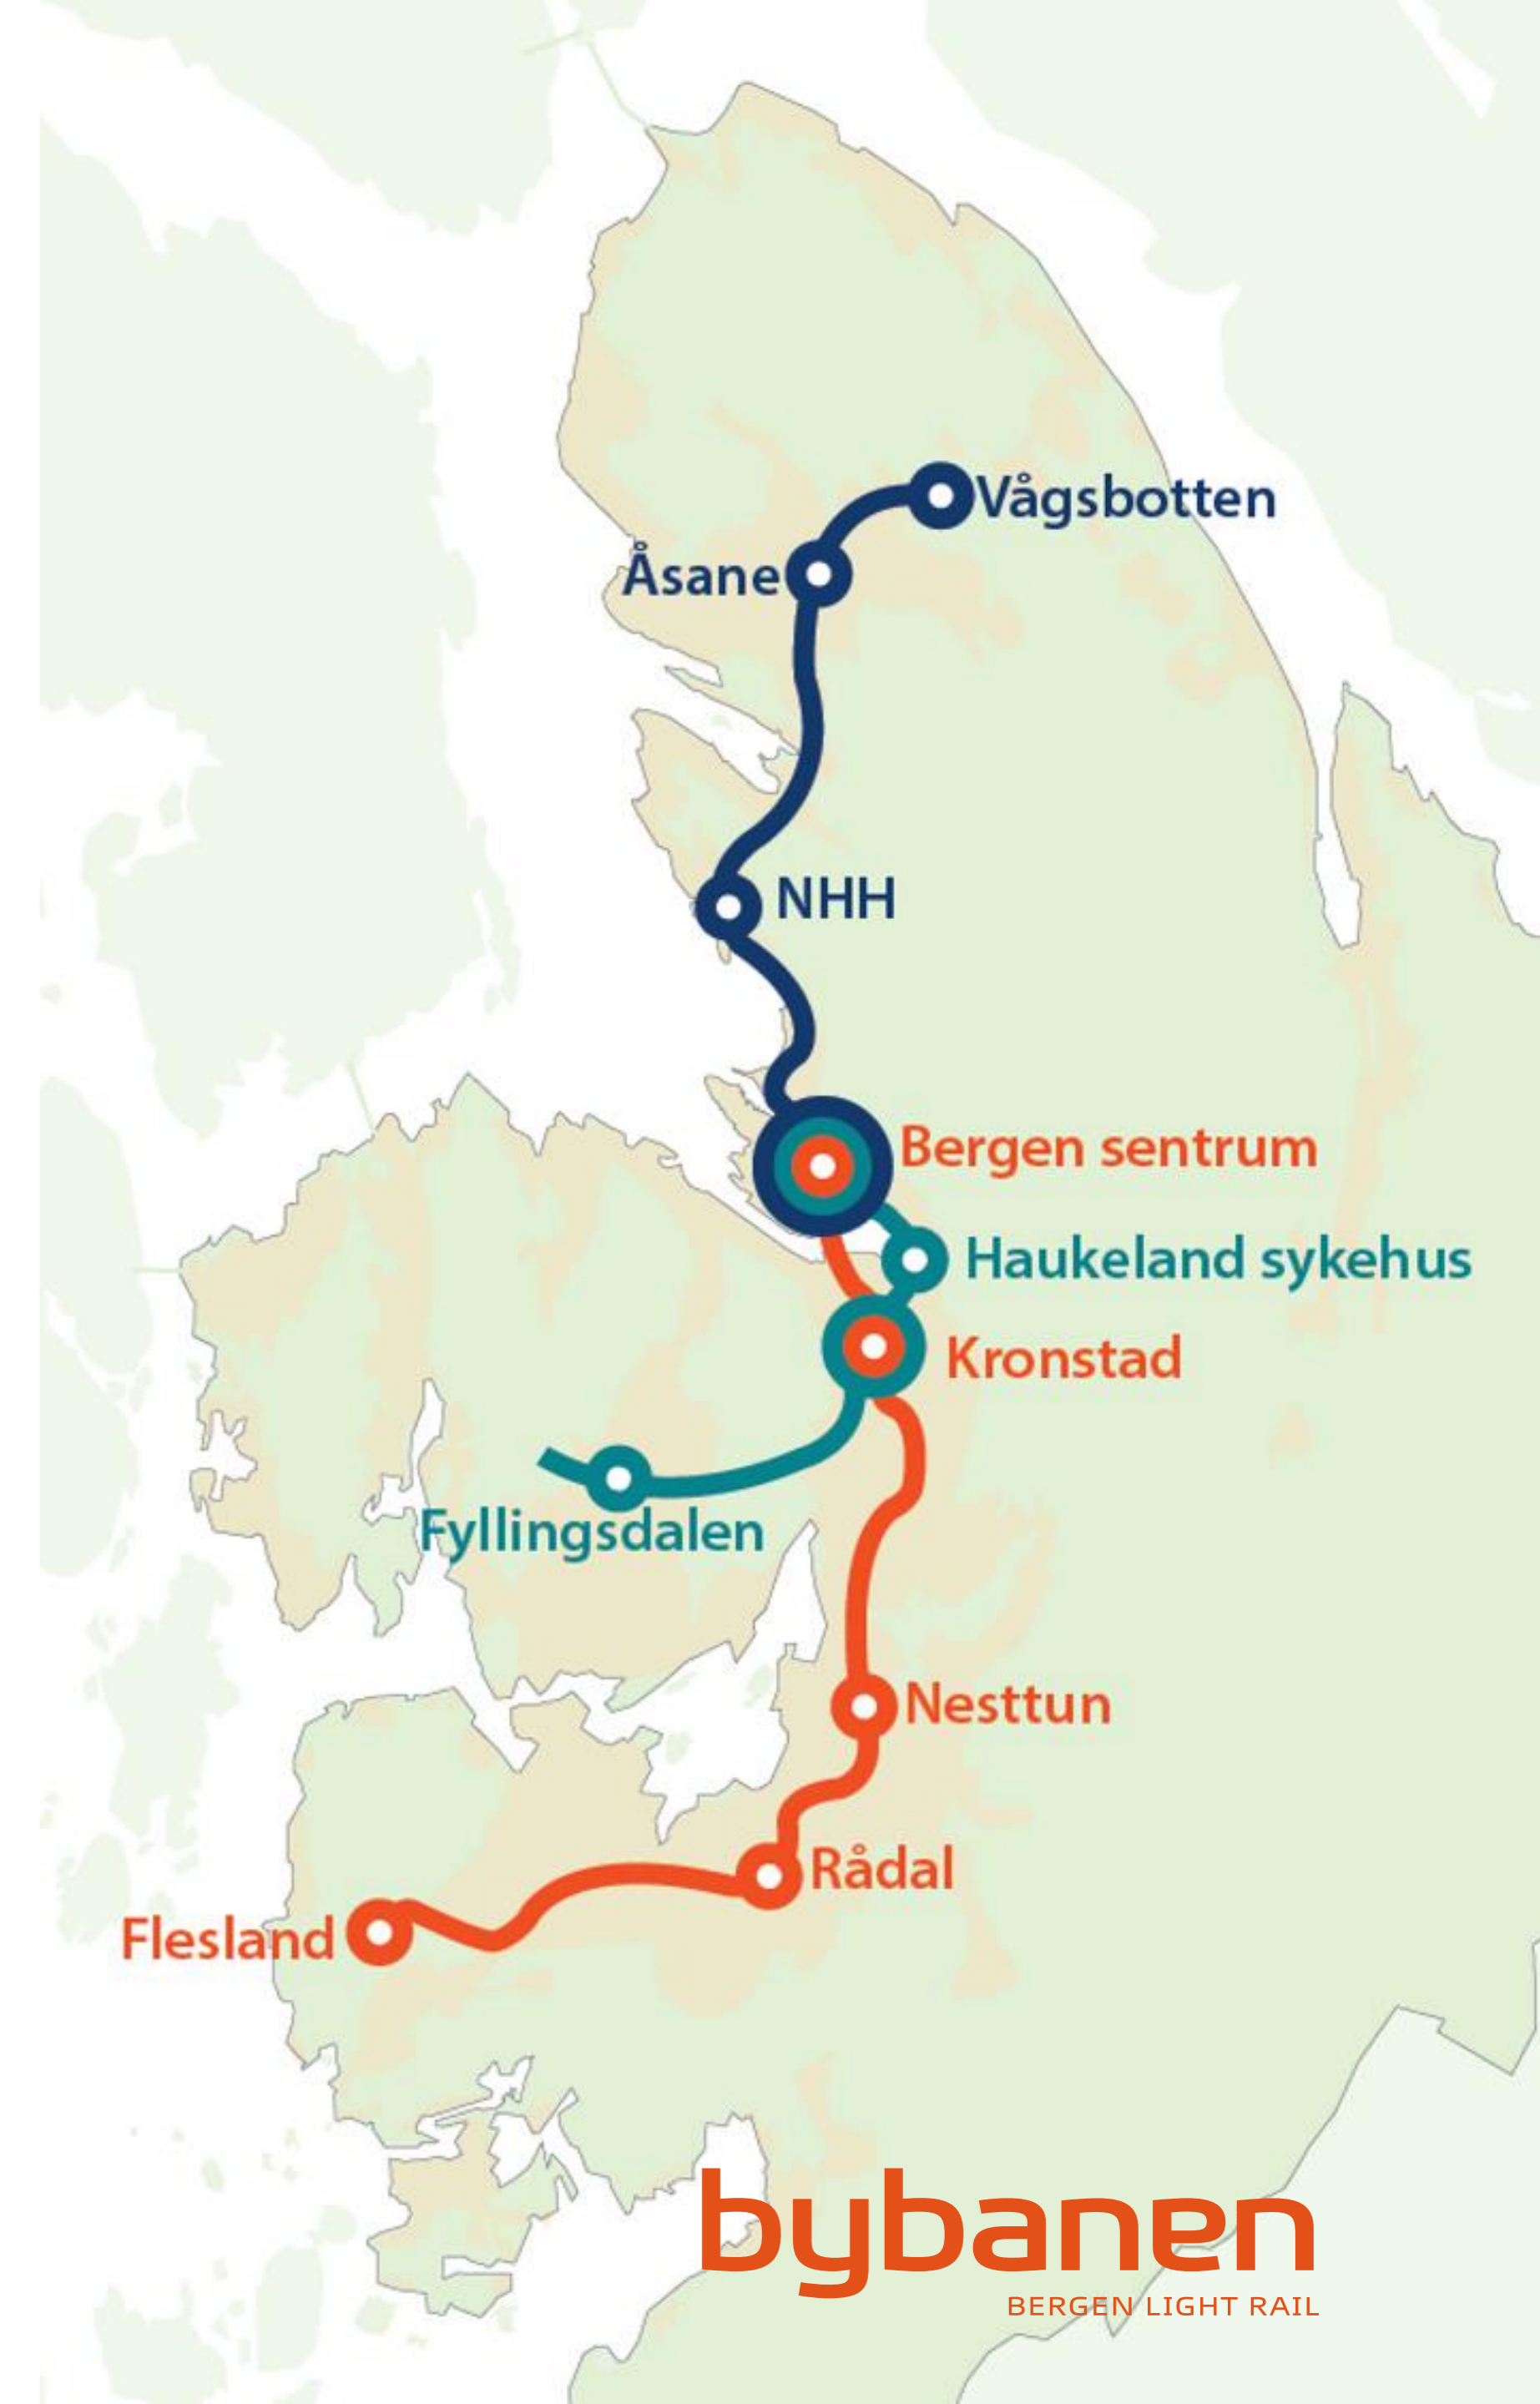 Vågsbotten
Åsane
NHH
Bergen sentrum
Haukeland sykehus
Kronstad
Fyllingsdalen
Nesttun
Rådal
Flesland
bybanen
BERGEN LIGHT RAIL